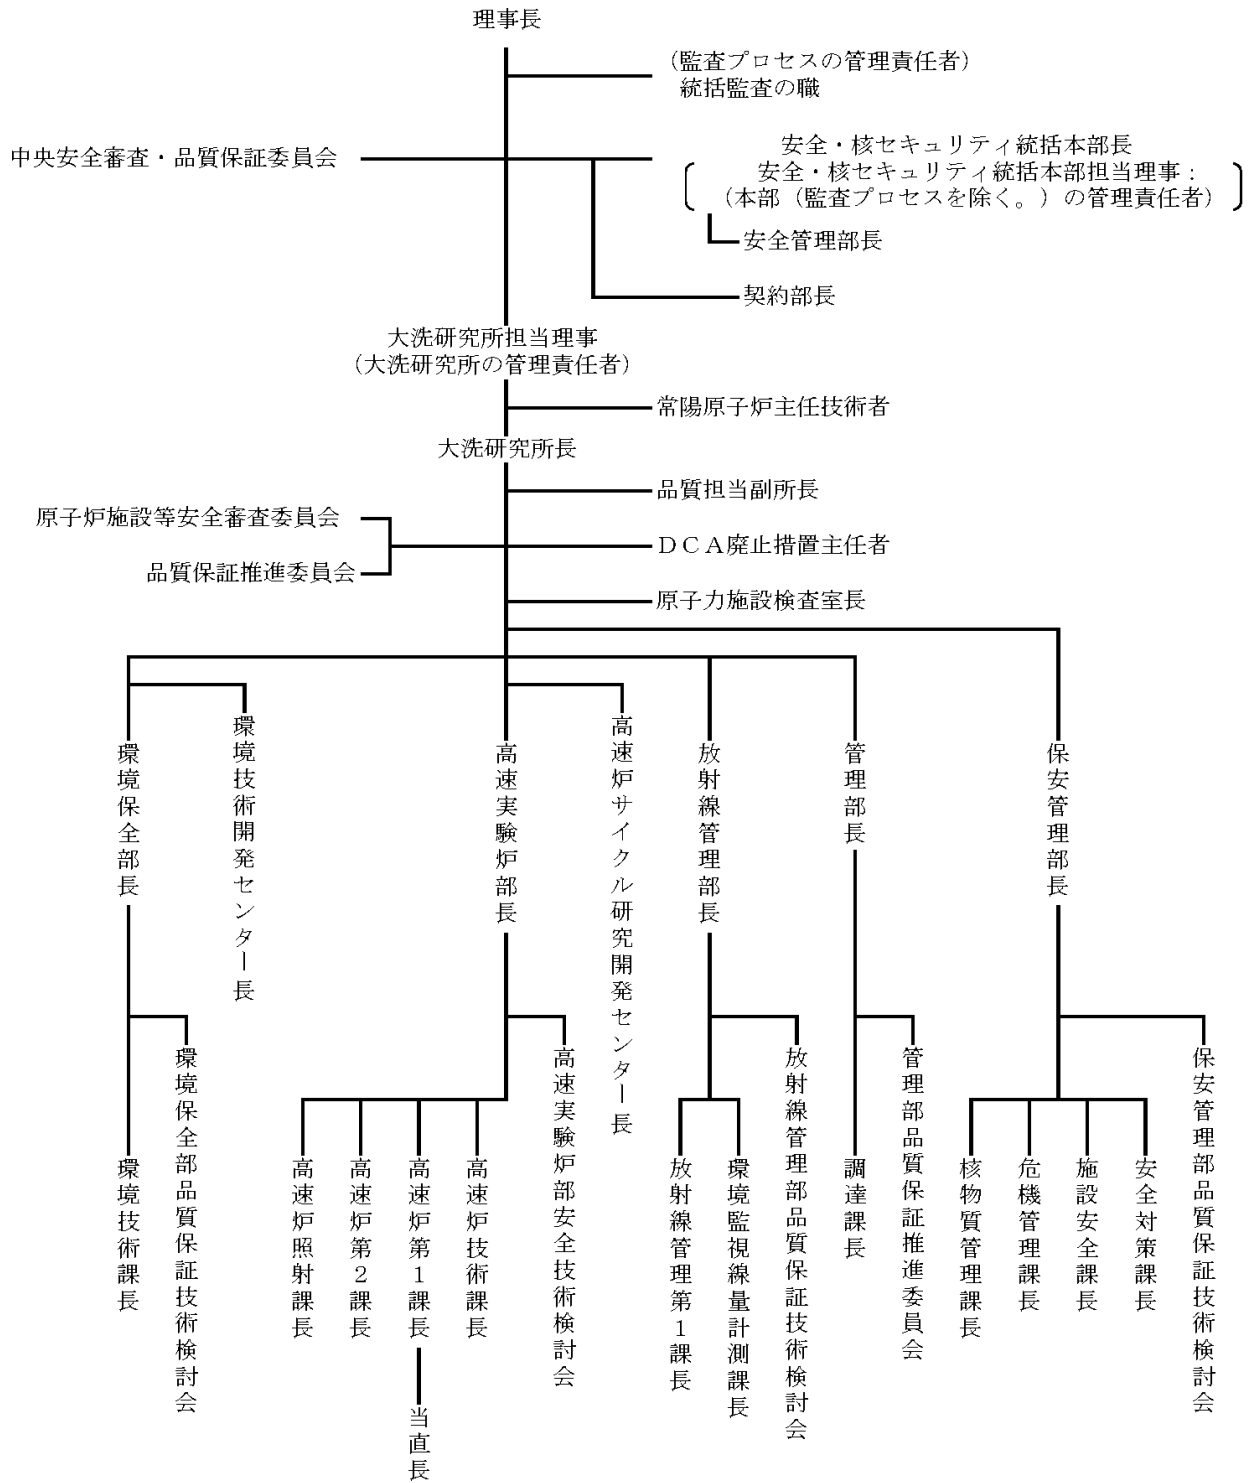 理事長
（監査プロセスの管理責任者）
統括監査の職
中央安全審査・品質保証委員会
安全・核セキュリティ統括本部長
安全・核セキュリティ統括本部担当理事：
（本部（監査プロセスを除く。）の管理責任者）
安全管理部長
契約部長
大洗研究所担当理事
（大洗研究所の管理責任者）
常陽原子炉主任技術者
大洗研究所長
品質担当副所長
原子炉施設等安全審査委員会
ＤＣＡ廃止措置主任者
品質保証推進委員会
原子力施設検査室長
環境保全部長
環境技術開発センター長
高速実験炉部長
高速炉サイクル研究開発センター長
放射線管理部長
管理部長
保安管理部長
環境技術課長
環境保全部品質保証技術検討会
高速炉照射課長
高速炉第２課長
高速炉第１課長
高速炉技術課長
高速実験炉部安全技術検討会
放射線管理第１課長
環境監視線量計測課長
放射線管理部品質保証技術検討会
調達課長
管理部品質保証推進委員会
核物質管理課長
危機管理課長
施設安全課長
安全対策課長
保安管理部品質保証技術検討会
当直長